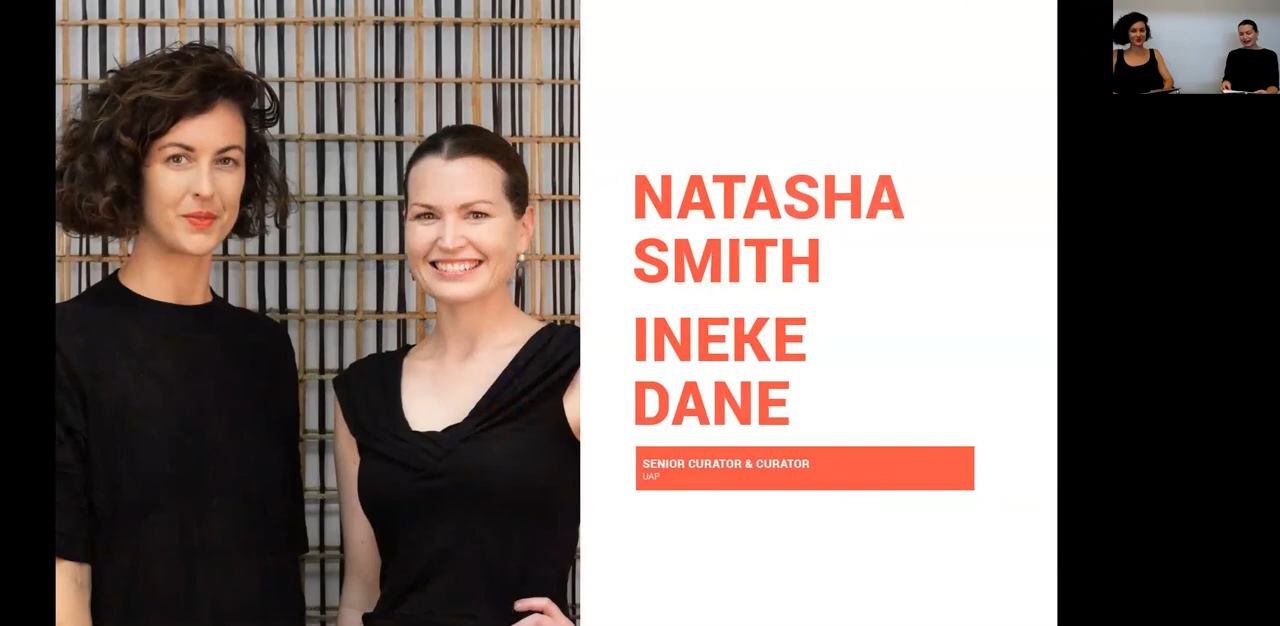 NATASHA
SMITH
INEKE
DANE
SENIOR CURATOR & CURATOR
UAP